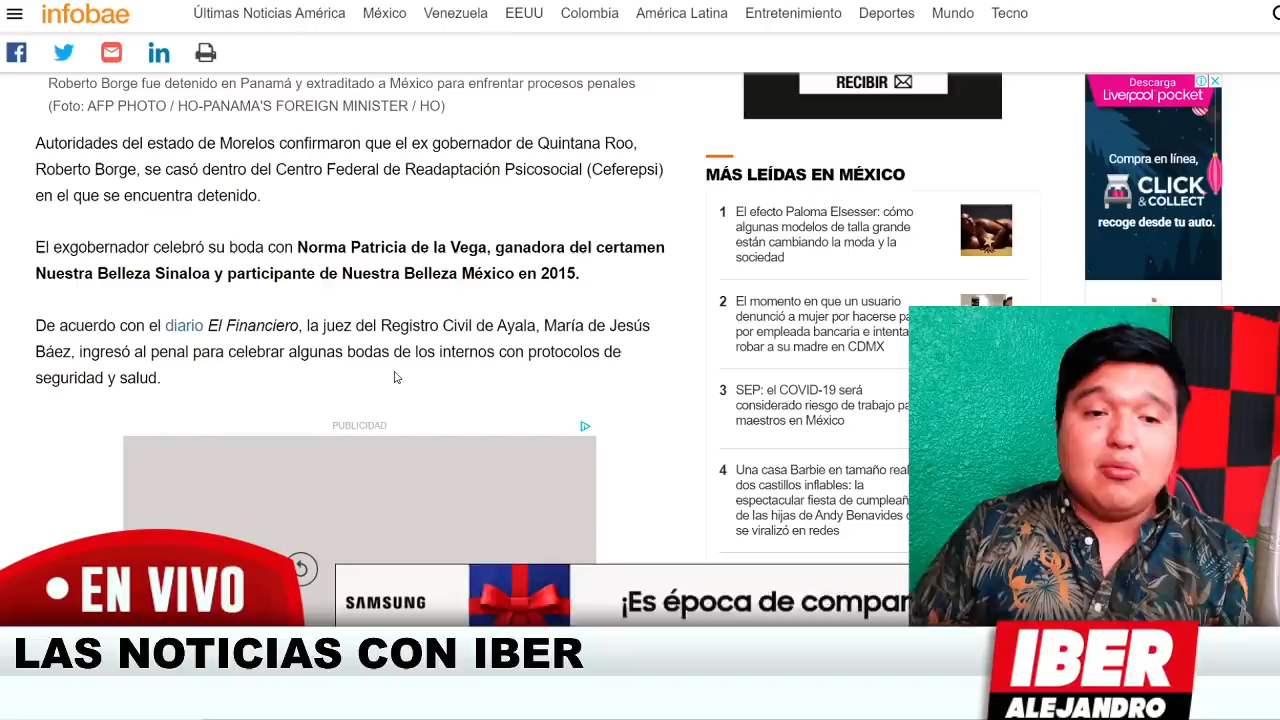 infobae
Últimas Noticias América México Venezuela EEUU Colombia América Latina Entretenimiento Deportes Mundo Tecno
Roberto Borge fue detenido en Panamá y extraditado a México para enfrentar procesos penales
(Foto: AFP PHOTO / HO-PANAMA'S FOREIGN MINISTER / HO)
Autoridades del estado de Morelos confirmaron que el ex gobernador de Quintana Roo,
Roberto Borge, se casó dentro del Centro Federal de Readaptación Psicosocial (Ceferepsi)
en el que se encuentra detenido.
El exgobernador celebró su boda con Norma Patricia de la Vega, ganadora del certamen
Nuestra Belleza Sinaloa y participante de Nuestra Belleza México en 2015.
De acuerdo con el diario El Financiero, la juez del Registro Civil de Ayala, María de Jesús
Báez, ingresó al penal para celebrar algunas bodas de los internos con protocolos de
seguridad y salud.
PUBLICIDAD
RECIBIR
MÁS LEÍDAS EN MÉXICO
1 El efecto Paloma Elsesser: cómo
algunas modelos de talla grande
están cambiando la moda y la
sociedad
2 El momento en que un usuario
denunció a mujer por hacerse pa
por empleada bancaria e intenta
robar a su madre en CDMX
3 SEP: el COVID-19 será
considerado riesgo de trabajo pa
maestros en México
4 Una casa Barbie en tamaño real
dos castillos inflables: la
espectacular fiesta de cumpleañ
de las hijas de Andy Benavides
se viralizó en redes
Descarga
Liverpool pocket
Compra en línea,
CLICK
& COLLECT
recoge desde tu auto.
SAMSUNG
¡Es época de compar
• EN VIVO
LAS NOTICIAS CON IBER
IBER
ALEJANDRO